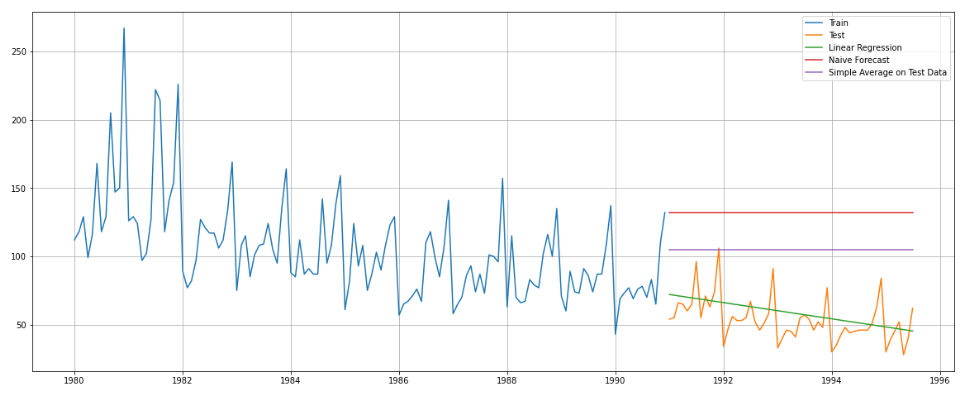 Train
Test
Linear Regression
Naive Forecast
Simple Average on Test Data
250
200
150
100
50
1980 1982 1984 1986 1988 1990 1992 1994 1996